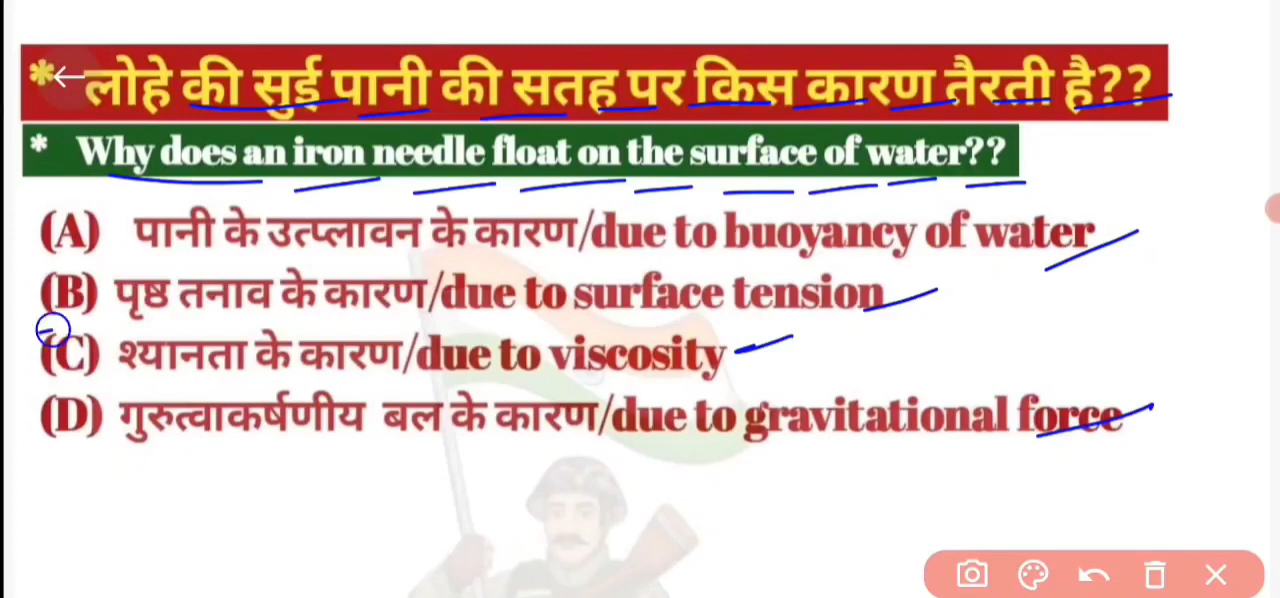 * लोहे की सुई पानी की सतह पर किस कारण तैरती है??
* Why does an iron needle float on the surface of water??
(A) पानी के उत्प्लावन के कारण/due to buoyancy of water
(B) पृष्ठ तनाव के कारण/due to surface tension
(C) श्यानता के कारण/due to viscosity
(D) गुरुत्वाकर्षणीय बल के कारण/due to gravitational force